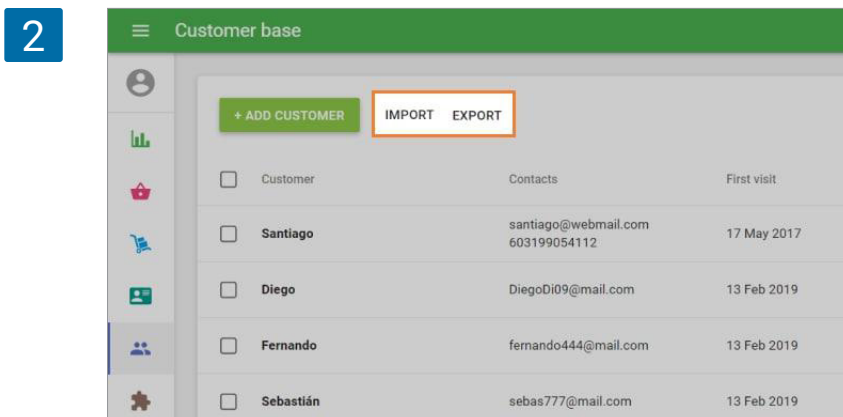 2
Customer base
+ ADD CUSTOMER IMPORT EXPORT
Customer Contacts First visit
Santiago santiago@webmail.com 17 May 2017
603199054112
Diego DiegoDi09@mail.com 13 Feb 2019
Fernando fernando444@mail.com 13 Feb 2019
Sebastián sebas777@mail.com 13 Feb 2019